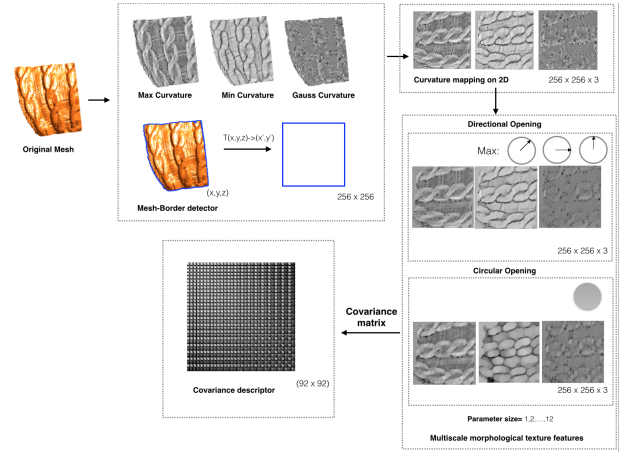 Original Mesh
Max Curvature
Min Curvature
Gauss Curvature
T(x,y,z)->(x',y')
(x,y,z)
Mesh-Border detector
256 x 256
Curvature mapping on 2D
256 x 256 x 3
Directional Opening
Max:
256 x 256 x 3
Circular Opening
256 x 256 x 3
Parameter size= 1,2,....,12
Multiscale morphological texture features
Covariance
matrix
(92 x 92)
Covariance descriptor